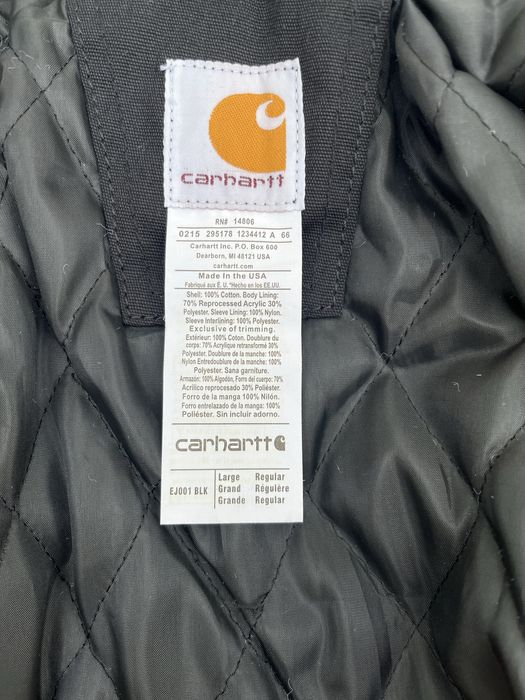 carhartt
RN# 14806
0215 295178 1234412 A 66
Carhartt Inc. P.O. Box 600
Dearborn, MI 48121 USA
carhartt.com
Made in the USA
Fabriqué aux É. U. *Hecho en los EE.UU.
Shell: 100% Cotton. Body Lining:
70% Reprocessed Acrylic 30%
Polyester. Sleeve Lining: 100% Nylon.
Sleeve Interlining: 100% Polyester.
Exclusive of trimming.
Extérieur: 100% Coton. Doublure du
corps: 70% Acrylique retransformé 30%
Polyester. Doublure de la manche: 100%
Nylon Entredoublure de la manche: 100%
Polyester. Sana garniture.
Armazón: 100% Algodón, Forro del cuerpo: 70%
Acrílico reprozesado 30% Poliéster.
Forro de la manga 100% Nilón.
Forro entrelazado de la manga: 100%
Poliéster. Sin incluir adorno.
carhartt
EJ001 BLK
Large Regular
Grand Régulière
Grande Regular